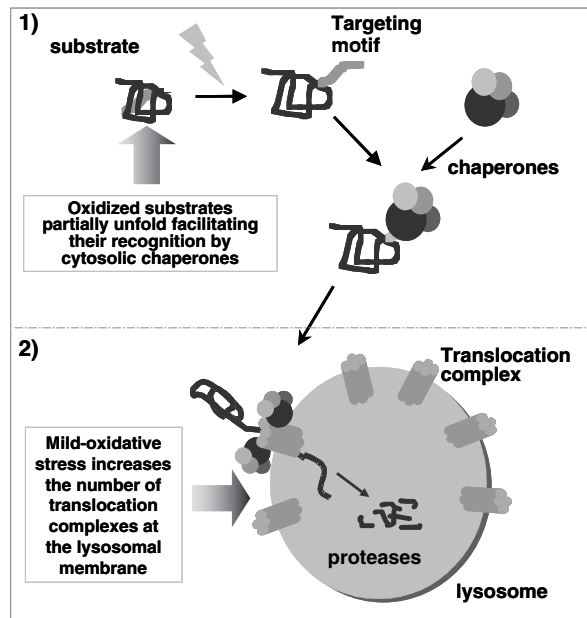 1)
substrate
Targeting
motif
chaperones
Oxidized substrates
partially unfold facilitating
their recognition by
cytosolic chaperones
2)
Translocation
complex
Mild-oxidative
stress increases
the number of
translocation
complexes at
the lysosomal
membrane
proteases
lysosome